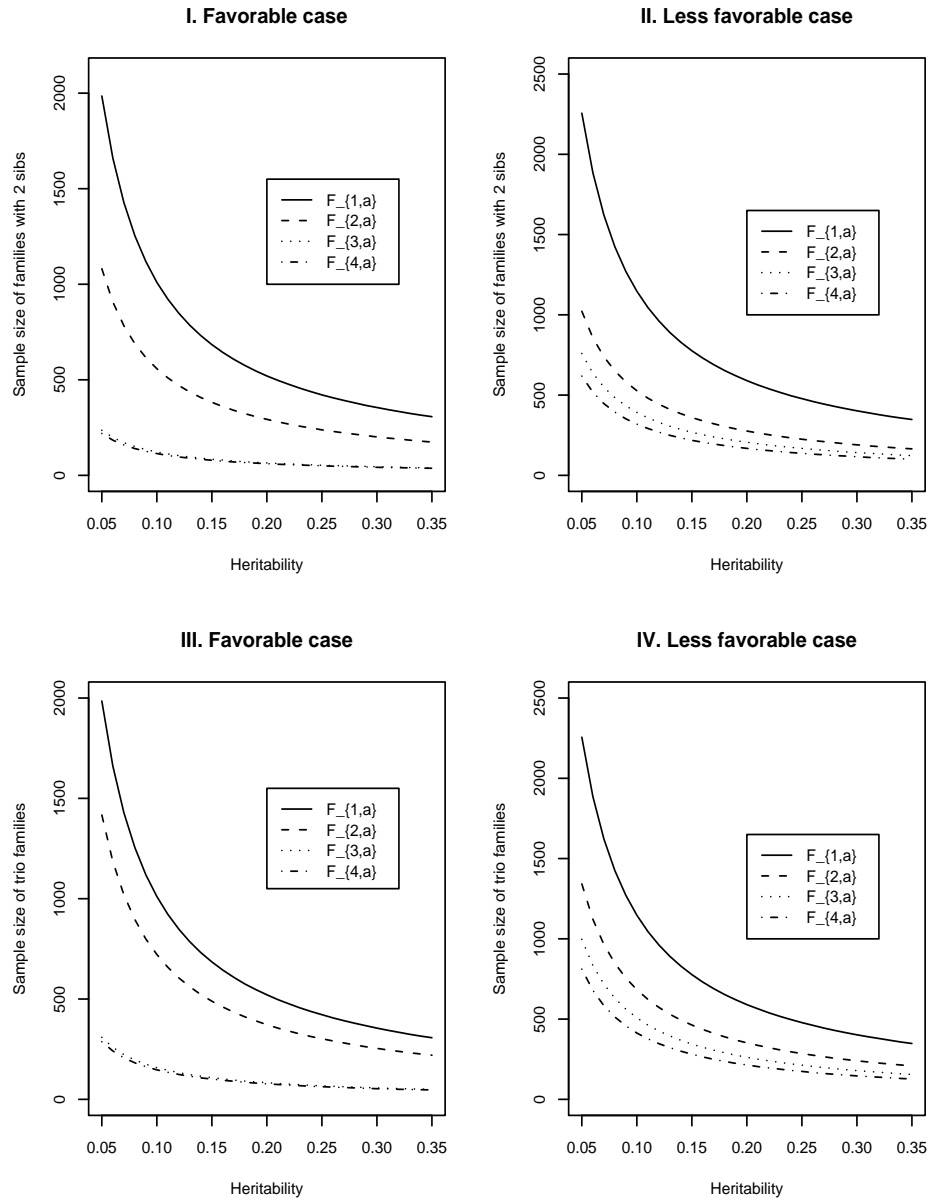 I. Favorable case
Sample size of families with 2 sibs
2000
1500
1000
500
0
F_{1,a}
F_{2,a}
F_{3,a}
F_{4,a}
0.05 0.10 0.15 0.20 0.25 0.30 0.35
Heritability
II. Less favorable case
Sample size of families with 2 sibs
2500
2000
1500
1000
500
0
F_{1,a}
F_{2,a}
F_{3,a}
F_{4,a}
0.05 0.10 0.15 0.20 0.25 0.30 0.35
Heritability
III. Favorable case
Sample size of trio families
2000
1500
1000
500
0
F_{1,a}
F_{2,a}
F_{3,a}
F_{4,a}
0.05 0.10 0.15 0.20 0.25 0.30 0.35
Heritability
IV. Less favorable case
Sample size of trio families
2500
2000
1500
1000
500
0
F_{1,a}
F_{2,a}
F_{3,a}
F_{4,a}
0.05 0.10 0.15 0.20 0.25 0.30 0.35
Heritability